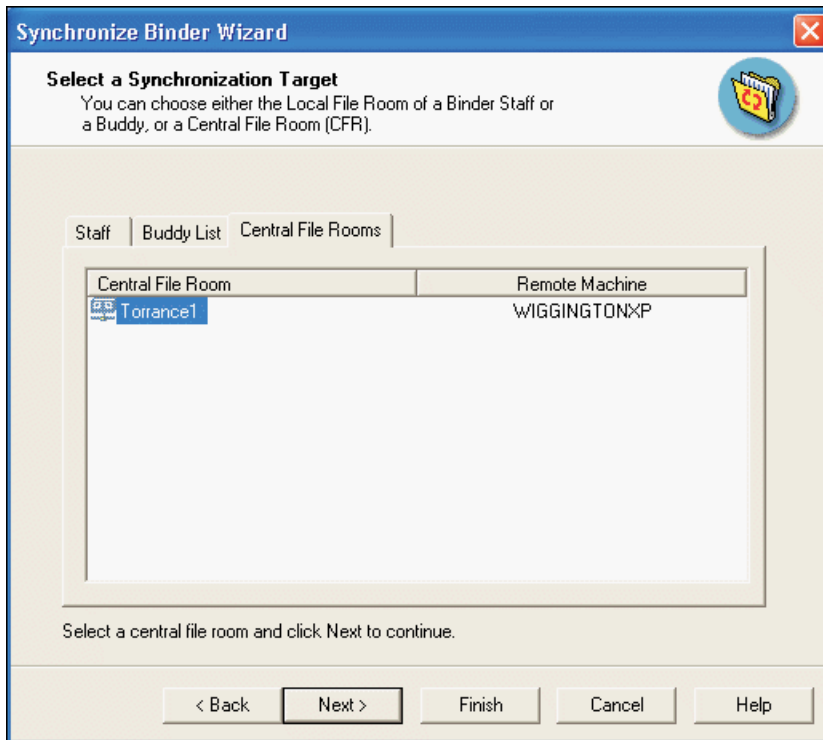 Synchronize Binder Wizard
Select a Synchronization Target
You can choose either the Local File Room of a Binder Staff or
a Buddy, or a Central File Room (CFR).
Staff Buddy List Central File Rooms
Central File Room Remote Machine
Torrance1 WIGGINGTONXP
Select a central file room and click Next to continue.
< Back Next > Finish Cancel Help